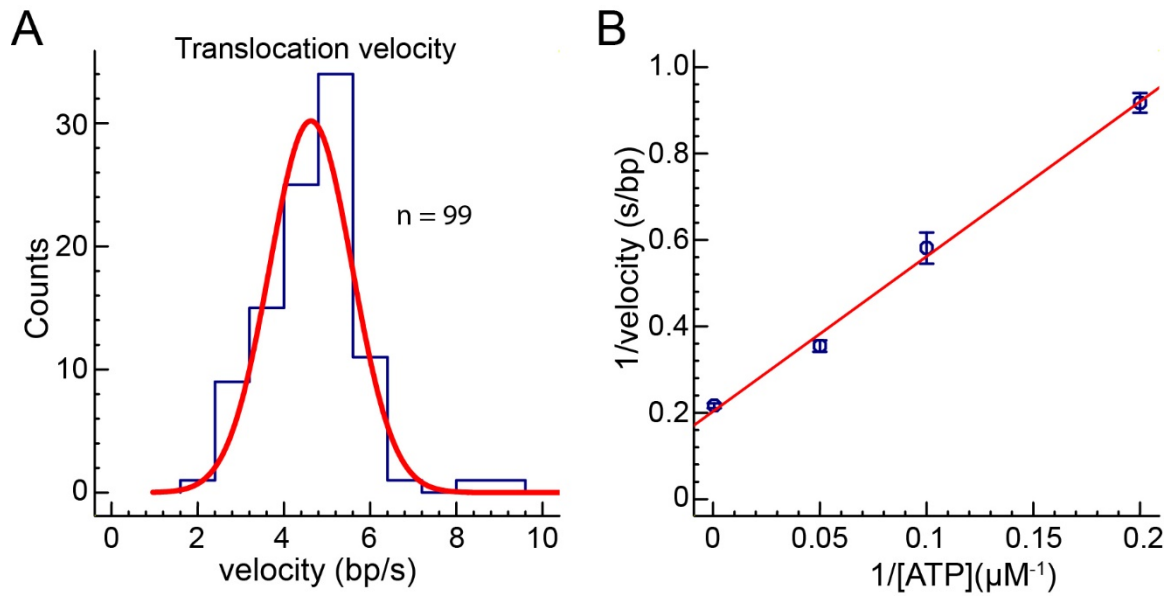 A
Translocation velocity
Counts
30
20
10
0
n = 99
0 2 4 6 8 10
velocity (bp/s)
B
1/velocity (s/bp)
1.0
0.8
0.6
0.4
0.2
0
0 0.05 0.1 0.15 0.2
1/[ATP](µM⁻¹)